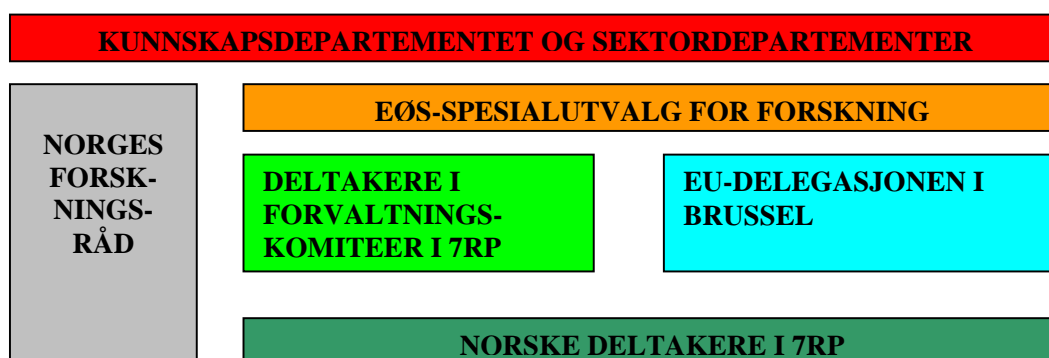 KUNNSKAPSDEPARTEMENTET OG SEKTORDEPARTEMENTER
NORGES
FORSK-
NINGS-
RÅD
EØS-SPESIALUTVALG FOR FORSKNING
DELTAKERE I
FORVALTNINGS-
KOMITEER I 7RP
EU-DELEGASJONEN I
BRUSSEL
NORSKE DELTAKERE I 7RP